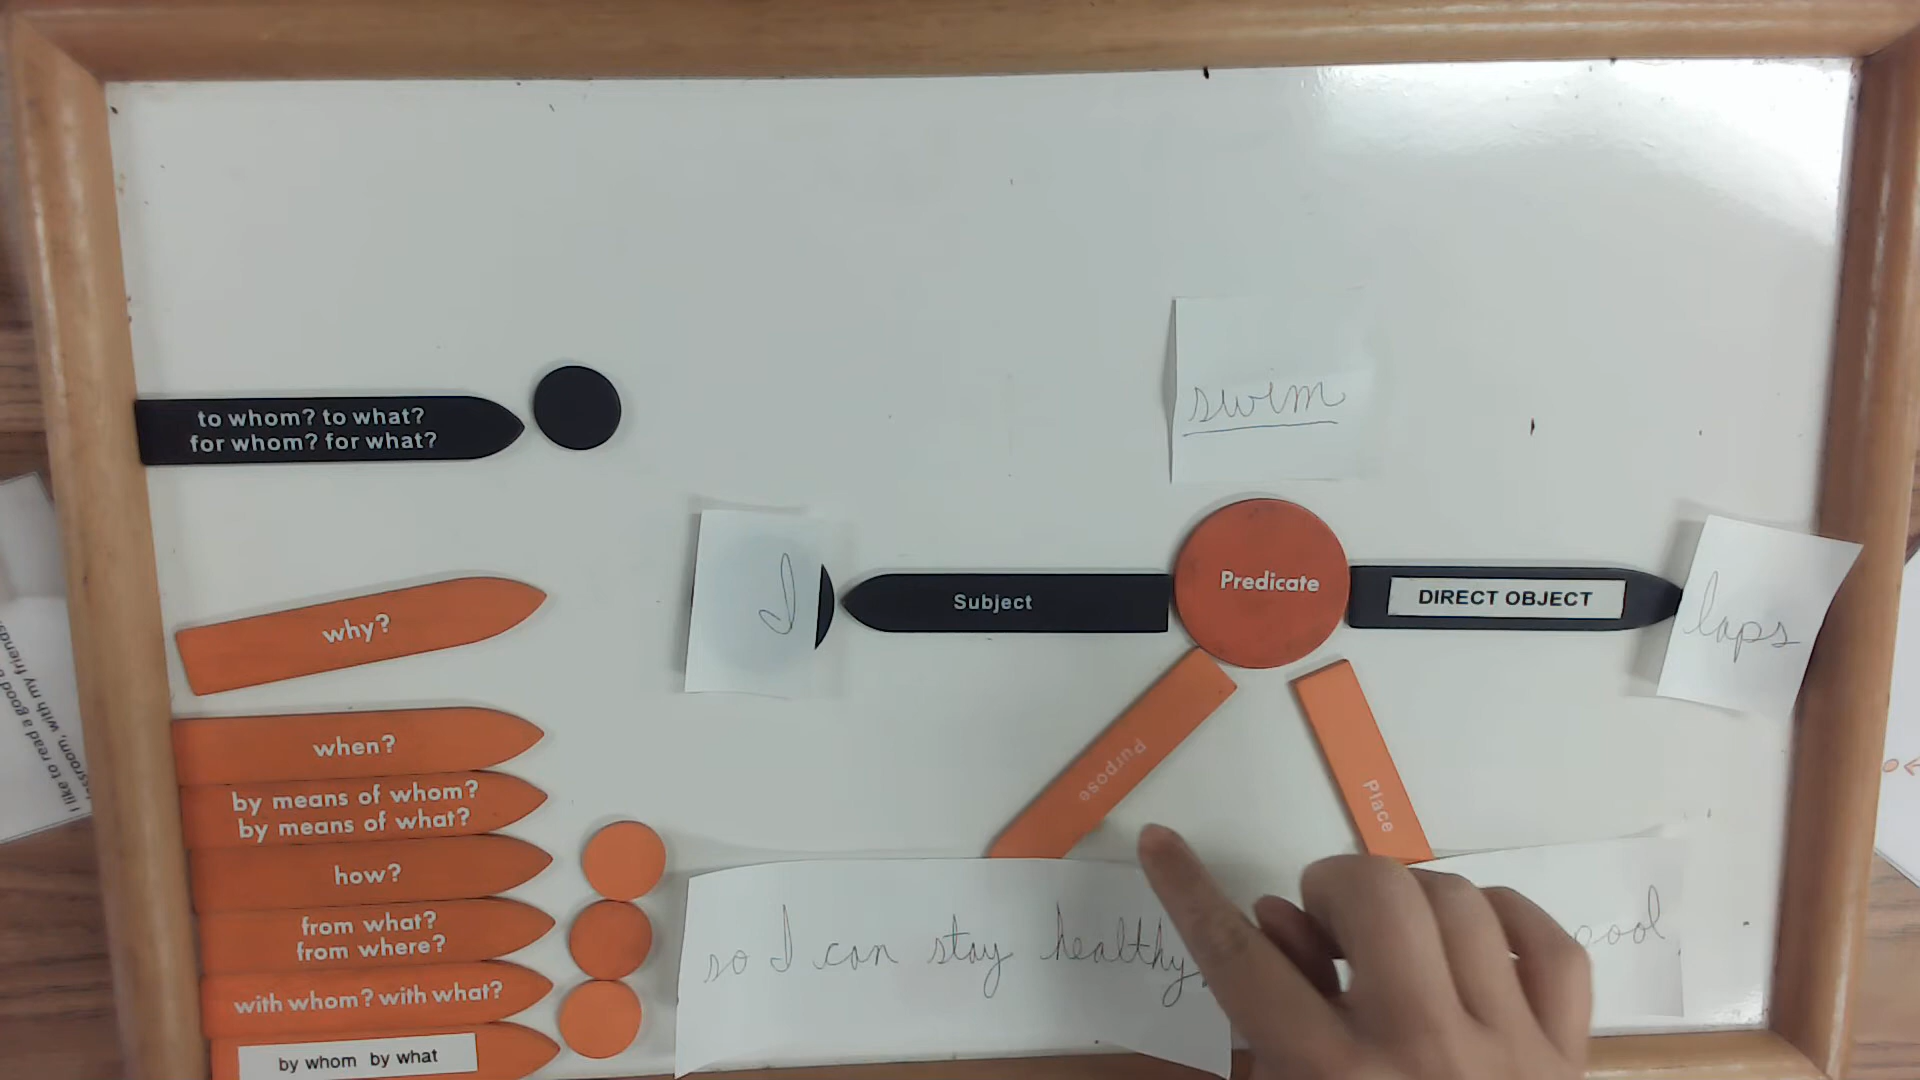 swim
to whom? to what?
for whom? for what?
I
Subject
Predicate
DIRECT OBJECT
laps
why?
when?
by means of whom?
by means of what?
how?
from what?
from where?
with whom? with what?
by whom by what
Purpose
Place
so I can stay healthy,
I like to read a good
with my friends.